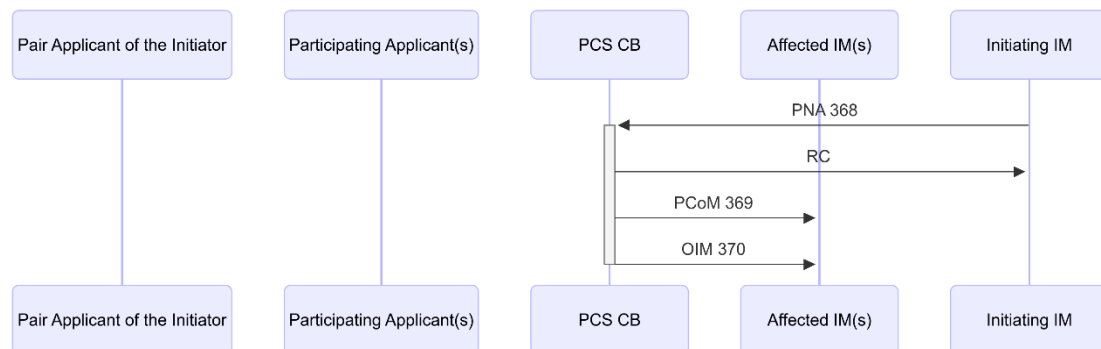 Pair Applicant of the Initiator
Participating Applicant(s)
PCS CB
Affected IM(s)
Initiating IM
PNA 368
RC
PCoM 369
OIM 370
Pair Applicant of the Initiator
Participating Applicant(s)
PCS CB
Affected IM(s)
Initiating IM